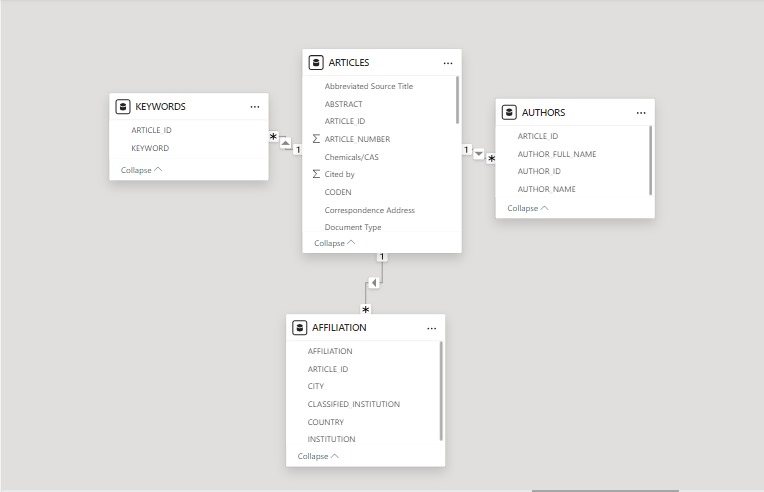 ARTICLES
Abbreviated Source Title
ABSTRACT
ARTICLE_ID
ARTICLE_NUMBER
Chemicals/CAS
Cited by
CODEN
Correspondence Address
Document Type
Collapse
KEYWORDS
ARTICLE_ID
KEYWORD
Collapse
* 1
AUTHORS
ARTICLE_ID
AUTHOR_FULL_NAME
AUTHOR_ID
AUTHOR_NAME
Collapse
1 *
1
*
AFFILIATION
AFFILIATION
ARTICLE_ID
CITY
CLASSIFIED_INSTITUTION
COUNTRY
INSTITUTION
Collapse